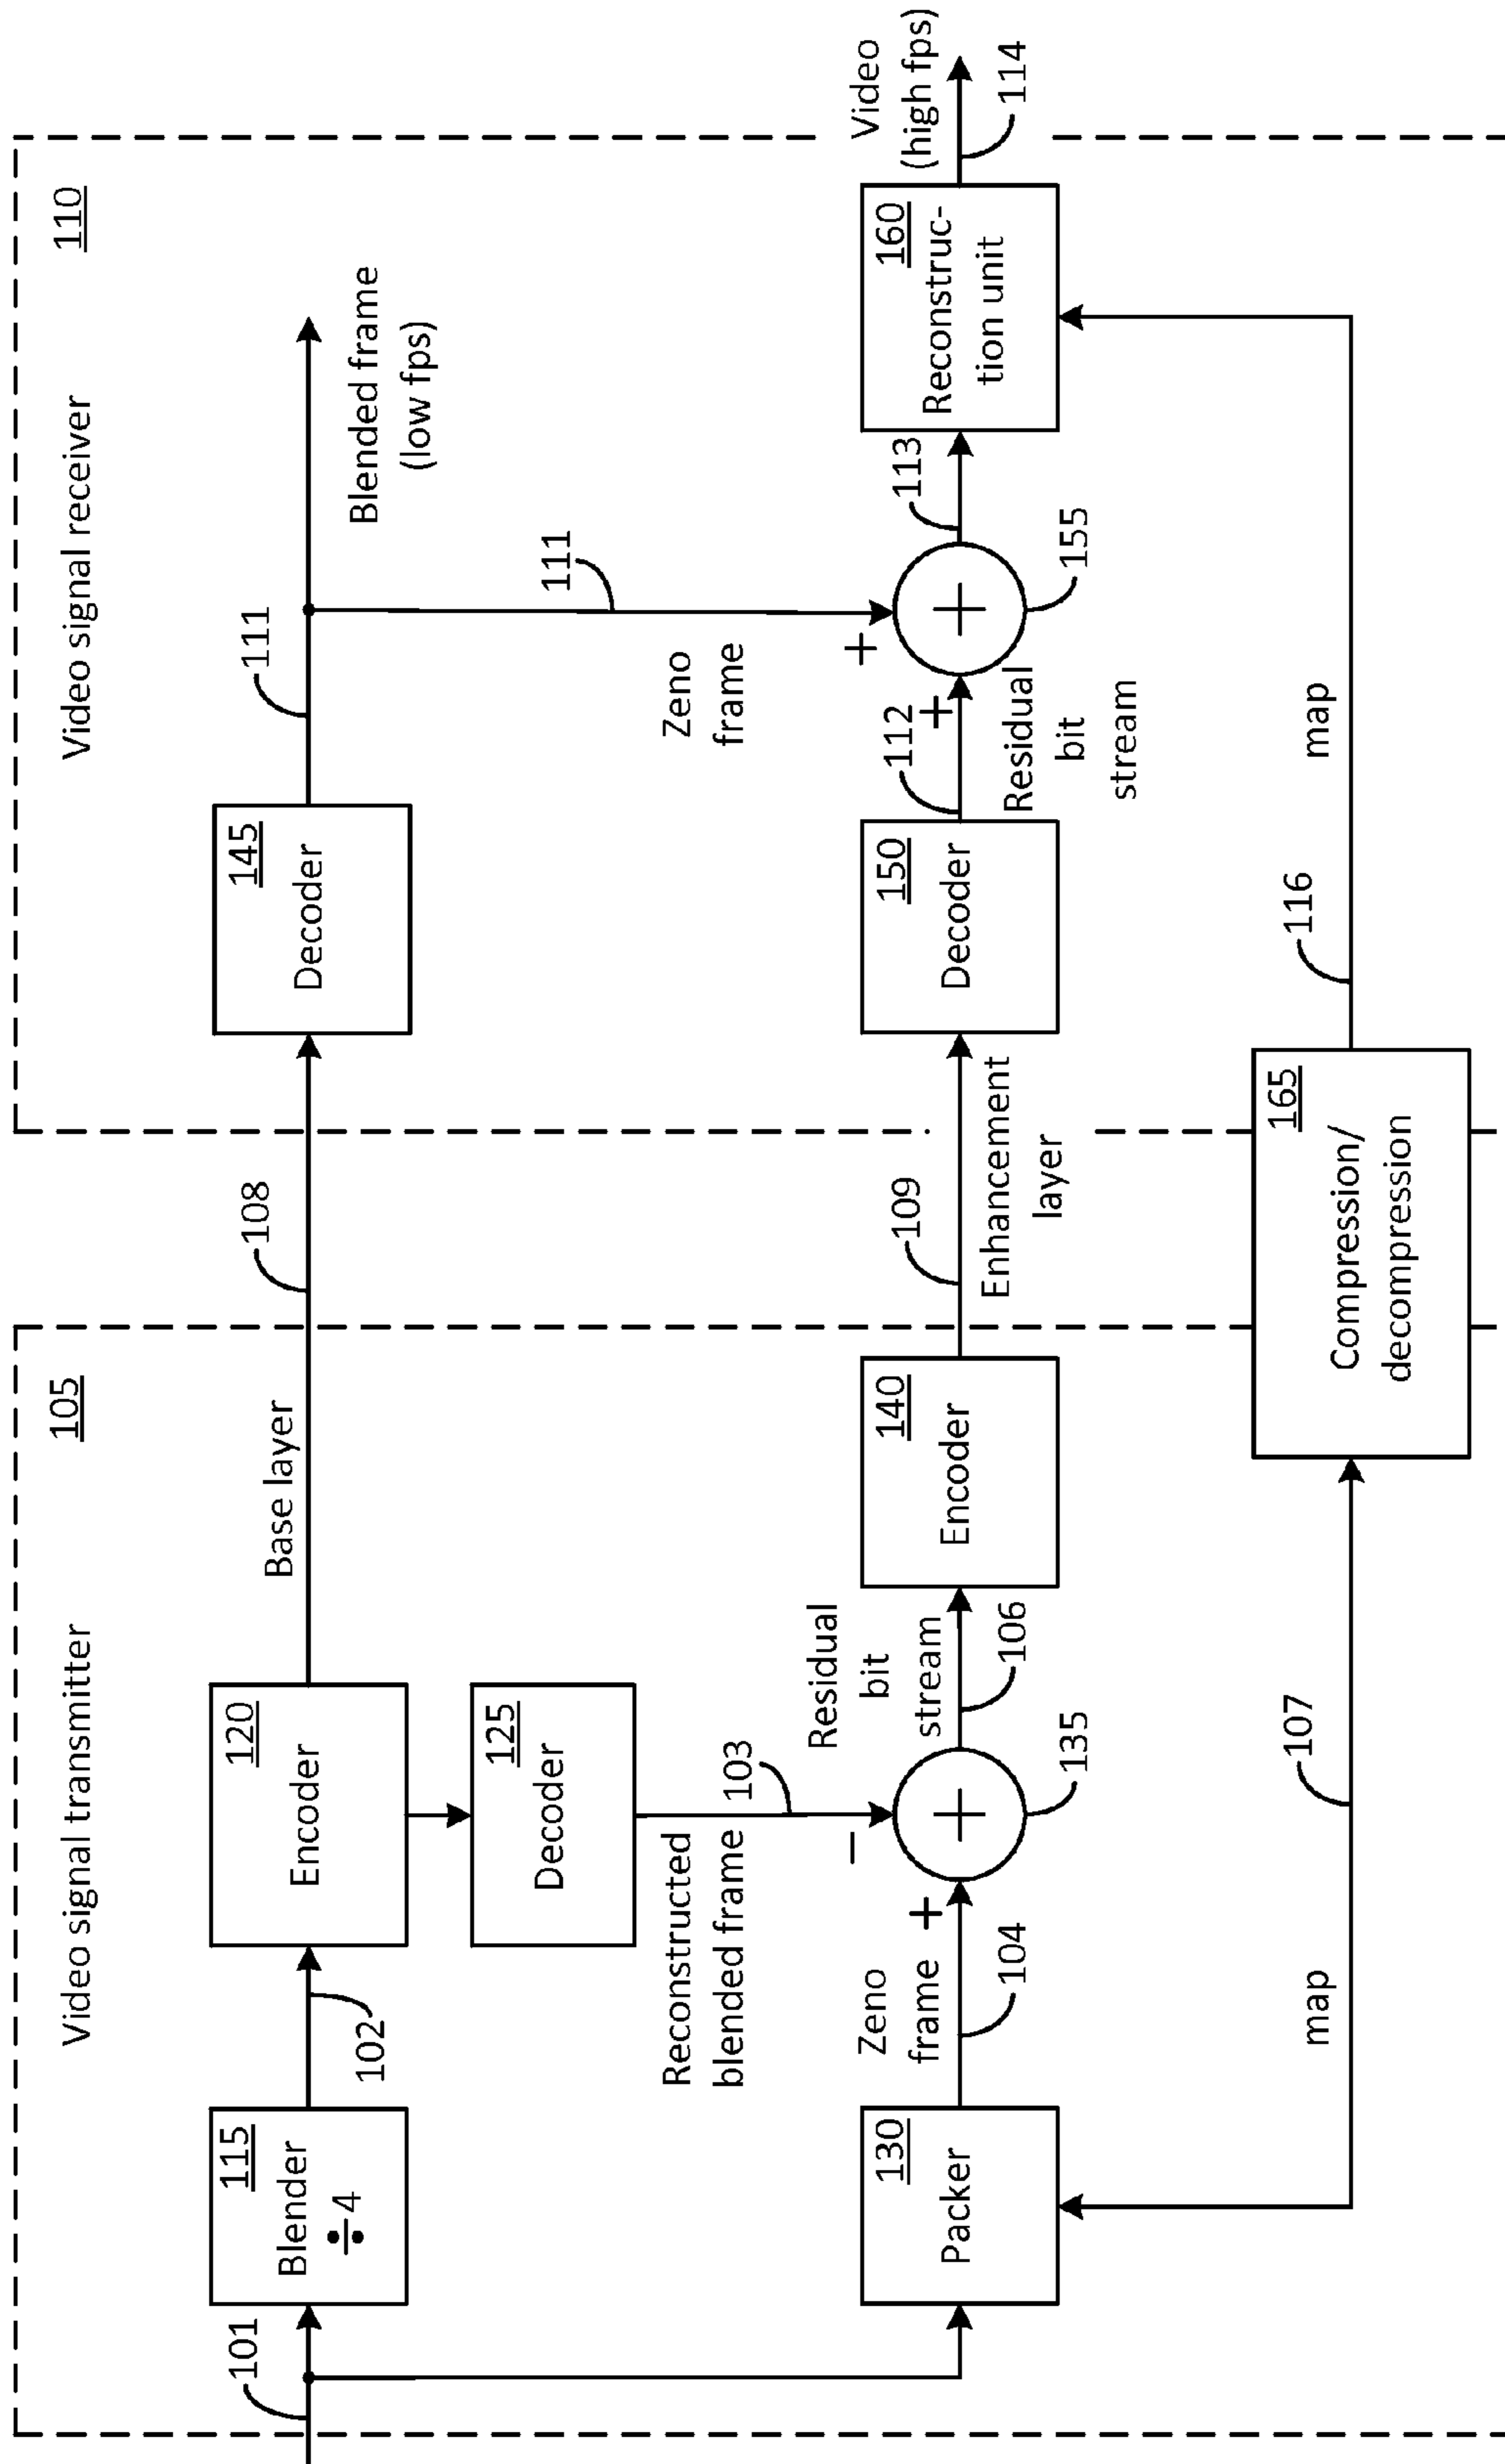 Video signal transmitter
105
Video signal receiver
110
101
115
Blender
÷4
102
120
Encoder
Base layer
108
145
Decoder
111
Blended frame
(low fps)
125
Decoder
Reconstructed
blended frame
103
111
Zeno
frame
130
Packer
Zeno
frame
104
+
−
+
135
Residual
bit
stream
106
140
Encoder
109
Enhancement
layer
150
Decoder
112
Residual
bit
stream
+
+
+
155
113
160
Reconstruc-
tion unit
Video
(high fps)
114
map
107
165
Compression/
decompression
116
map